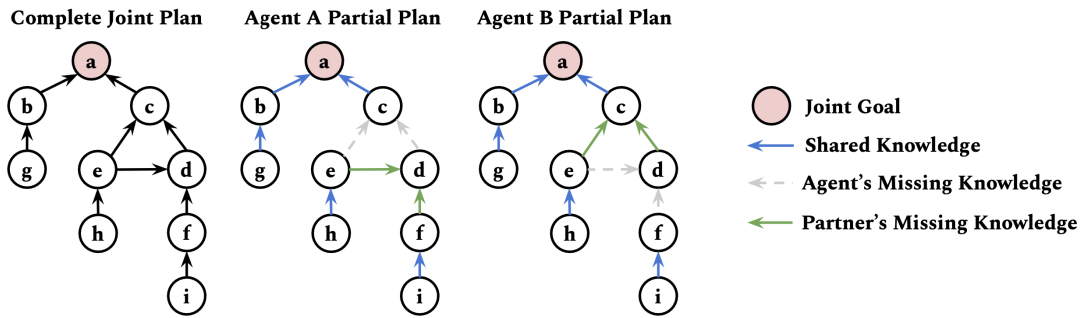 Complete Joint Plan
a
b
c
g
e
d
h
f
i
Agent A Partial Plan
a
b
c
g
e
d
h
f
i
Agent B Partial Plan
a
b
c
g
e
d
h
f
i
Joint Goal
Shared Knowledge
Agent's Missing Knowledge
Partner's Missing Knowledge